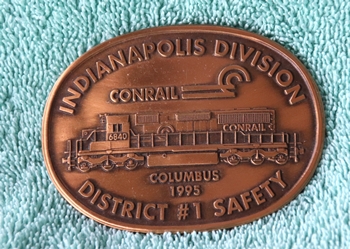 INDIANAPOLIS DIVISION
CONRAIL
6840
CONRAIL
COLUMBUS
1995
DISTRICT #1 SAFETY